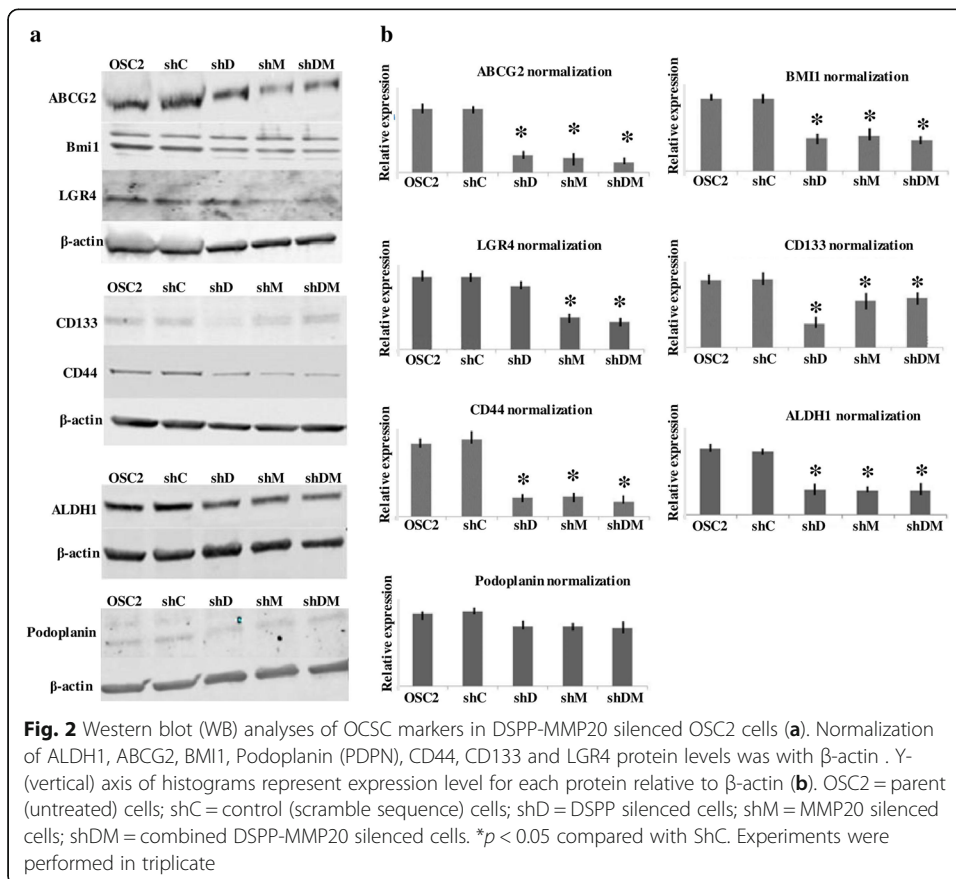 a
OSC2 shC shD shM shDM
ABCG2
Bmi1
LGR4
β-actin
OSC2 shC shD shM shDM
CD133
CD44
β-actin
OSC2 shC shD shM shDM
ALDH1
β-actin
OSC2 shC shD shM shDM
Podoplanin
β-actin
b
ABCG2 normalization
Relative expression
* * *
OSC2 shC shD shM shDM
BMI1 normalization
Relative expression
* * *
OSC2 shC shD shM shDM
LGR4 normalization
Relative expression
* *
OSC2 shC shD shM shDM
CD133 normalization
Relative expression
* * *
OSC2 shC shD shM shDM
CD44 normalization
Relative expression
* * *
OSC2 shC shD shM shDM
ALDH1 normalization
Relative expression
* * *
OSC2 shC shD shM shDM
Podoplanin normalization
Relative expression
OSC2 shC shD shM shDM
Fig. 2 Western blot (WB) analyses of OCSC markers in DSPP-MMP20 silenced OSC2 cells (a). Normalization
of ALDH1, ABCG2, BMI1, Podoplanin (PDPN), CD44, CD133 and LGR4 protein levels was with β-actin . Y-
(vertical) axis of histograms represent expression level for each protein relative to β-actin (b). OSC2 = parent
(untreated) cells; shC = control (scramble sequence) cells; shD = DSPP silenced cells; shM = MMP20 silenced
cells; shDM = combined DSPP-MMP20 silenced cells. *p < 0.05 compared with ShC. Experiments were
performed in triplicate